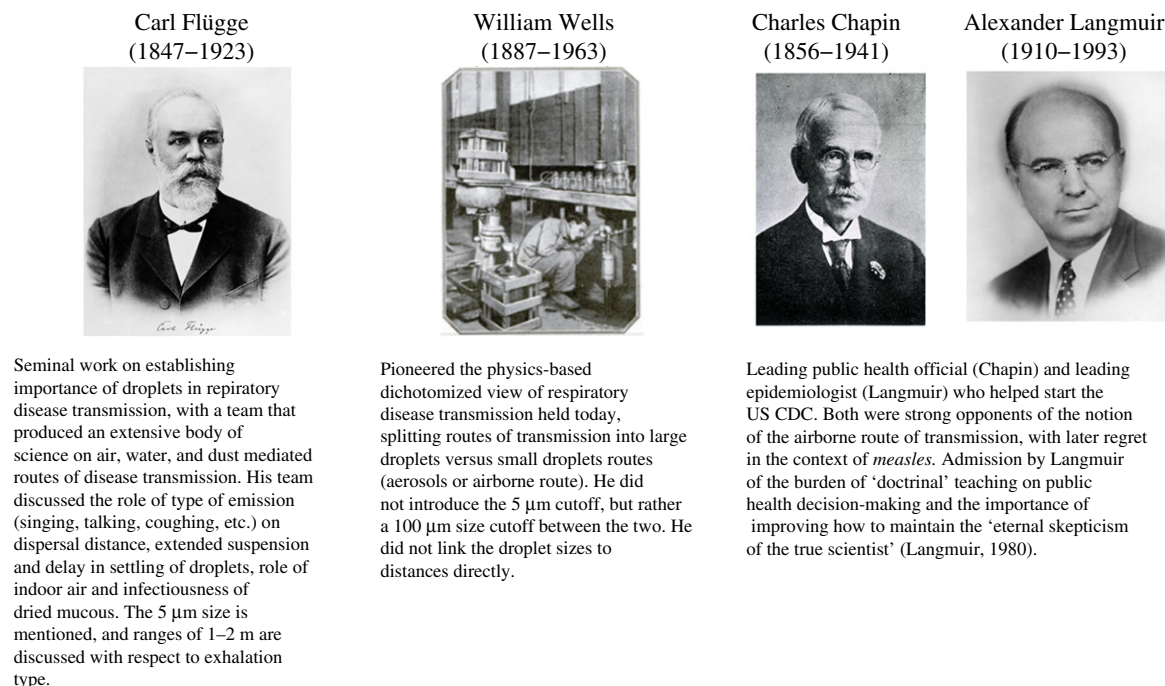 Carl Flügge
(1847−1923)
William Wells
(1887−1963)
Charles Chapin
(1856−1941)
Alexander Langmuir
(1910−1993)
Carl Flügge
Seminal work on establishing
importance of droplets in repiratory
disease transmission, with a team that
produced an extensive body of
science on air, water, and dust mediated
routes of disease transmission. His team
discussed the role of type of emission
(singing, talking, coughing, etc.) on
dispersal distance, extended suspension
and delay in settling of droplets, role of
indoor air and infectiousness of
dried mucous. The 5 μm size is
mentioned, and ranges of 1–2 m are
discussed with respect to exhalation
type.
Pioneered the physics-based
dichotomized view of respiratory
disease transmission held today,
splitting routes of transmission into large
droplets versus small droplets routes
(aerosols or airborne route). He did
not introduce the 5 μm cutoff, but rather
a 100 μm size cutoff between the two. He
did not link the droplet sizes to
distances directly.
Leading public health official (Chapin) and leading
epidemiologist (Langmuir) who helped start the
US CDC. Both were strong opponents of the notion
of the airborne route of transmission, with later regret
in the context of measles. Admission by Langmuir
of the burden of ‘doctrinal’ teaching on public
health decision-making and the importance of
improving how to maintain the ‘eternal skepticism
of the true scientist’ (Langmuir, 1980).